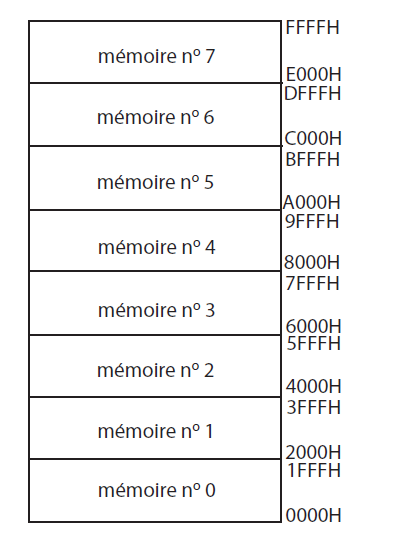 FFFFH
mémoire nº 7
E000H
DFFFH
mémoire nº 6
C000H
BFFFH
mémoire nº 5
A000H
9FFFH
mémoire nº 4
8000H
7FFFH
mémoire nº 3
6000H
5FFFH
mémoire nº 2
4000H
3FFFH
mémoire nº 1
2000H
1FFFH
mémoire nº 0
0000H